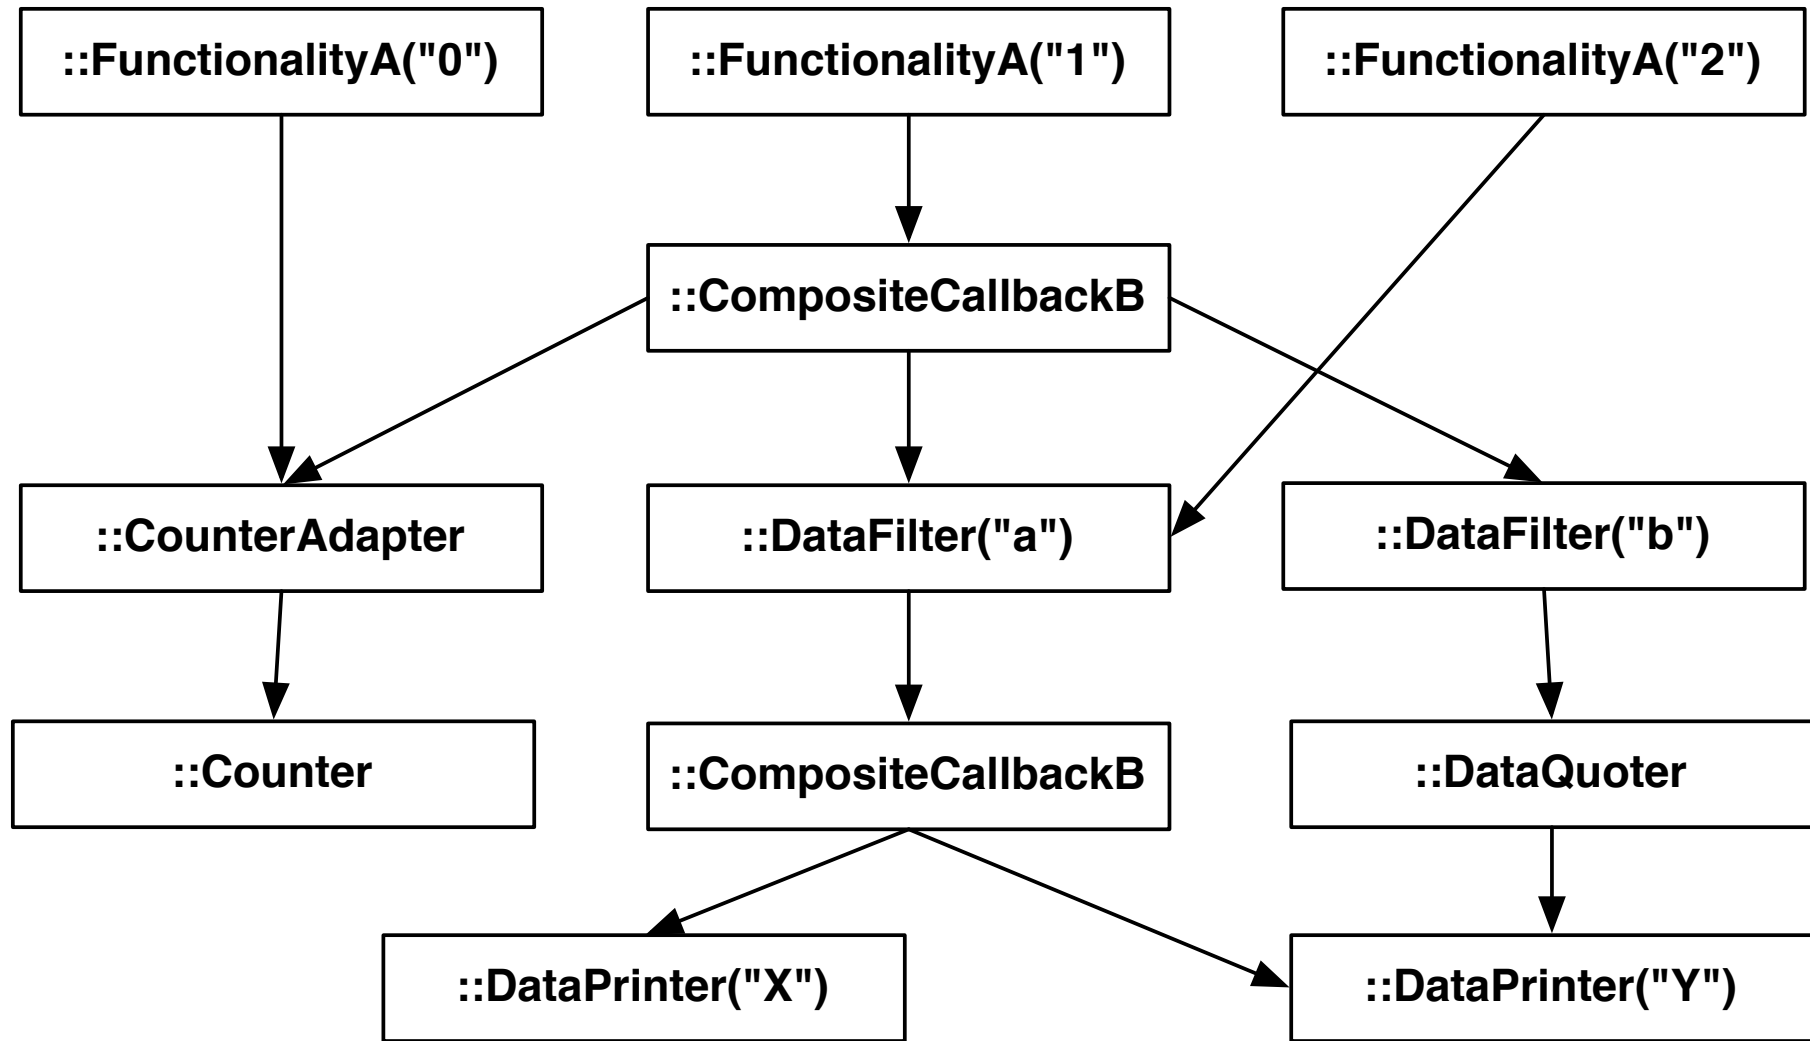 ::FunctionalityA("0")
::FunctionalityA("1")
::FunctionalityA("2")
::CompositeCallbackB
::CounterAdapter
::DataFilter("a")
::DataFilter("b")
::Counter
::CompositeCallbackB
::DataQuoter
::DataPrinter("X")
::DataPrinter("Y")